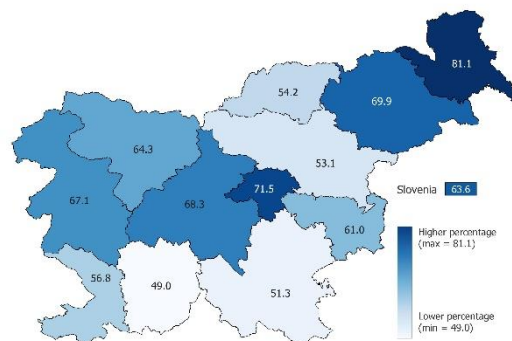 81.1
54.2
69.9
64.3
53.1
71.5
Slovenia 63.6
67.1
68.3
61.0
Higher percentage
(max = 81.1)
56.8
49.0
51.3
Lower percentage
(min = 49.0)